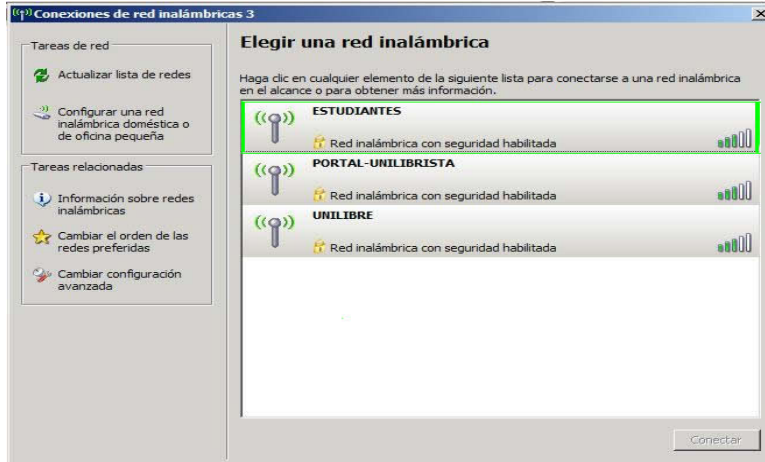 Conexiones de red inalámbricas 3
Tareas de red
Actualizar lista de redes
Configurar una red
inalámbrica doméstica o
de oficina pequeña
Tareas relacionadas
Información sobre redes
inalámbricas
Cambiar el orden de las
redes preferidas
Cambiar configuración
avanzada
Elegir una red inalámbrica
Haga clic en cualquier elemento de la siguiente lista para conectarse a una red inalámbrica
en el alcance o para obtener más información.
ESTUDIANTES
Red inalámbrica con seguridad habilitada
PORTAL-UNILIBRISTA
Red inalámbrica con seguridad habilitada
UNILIBRE
Red inalámbrica con seguridad habilitada
Conectar